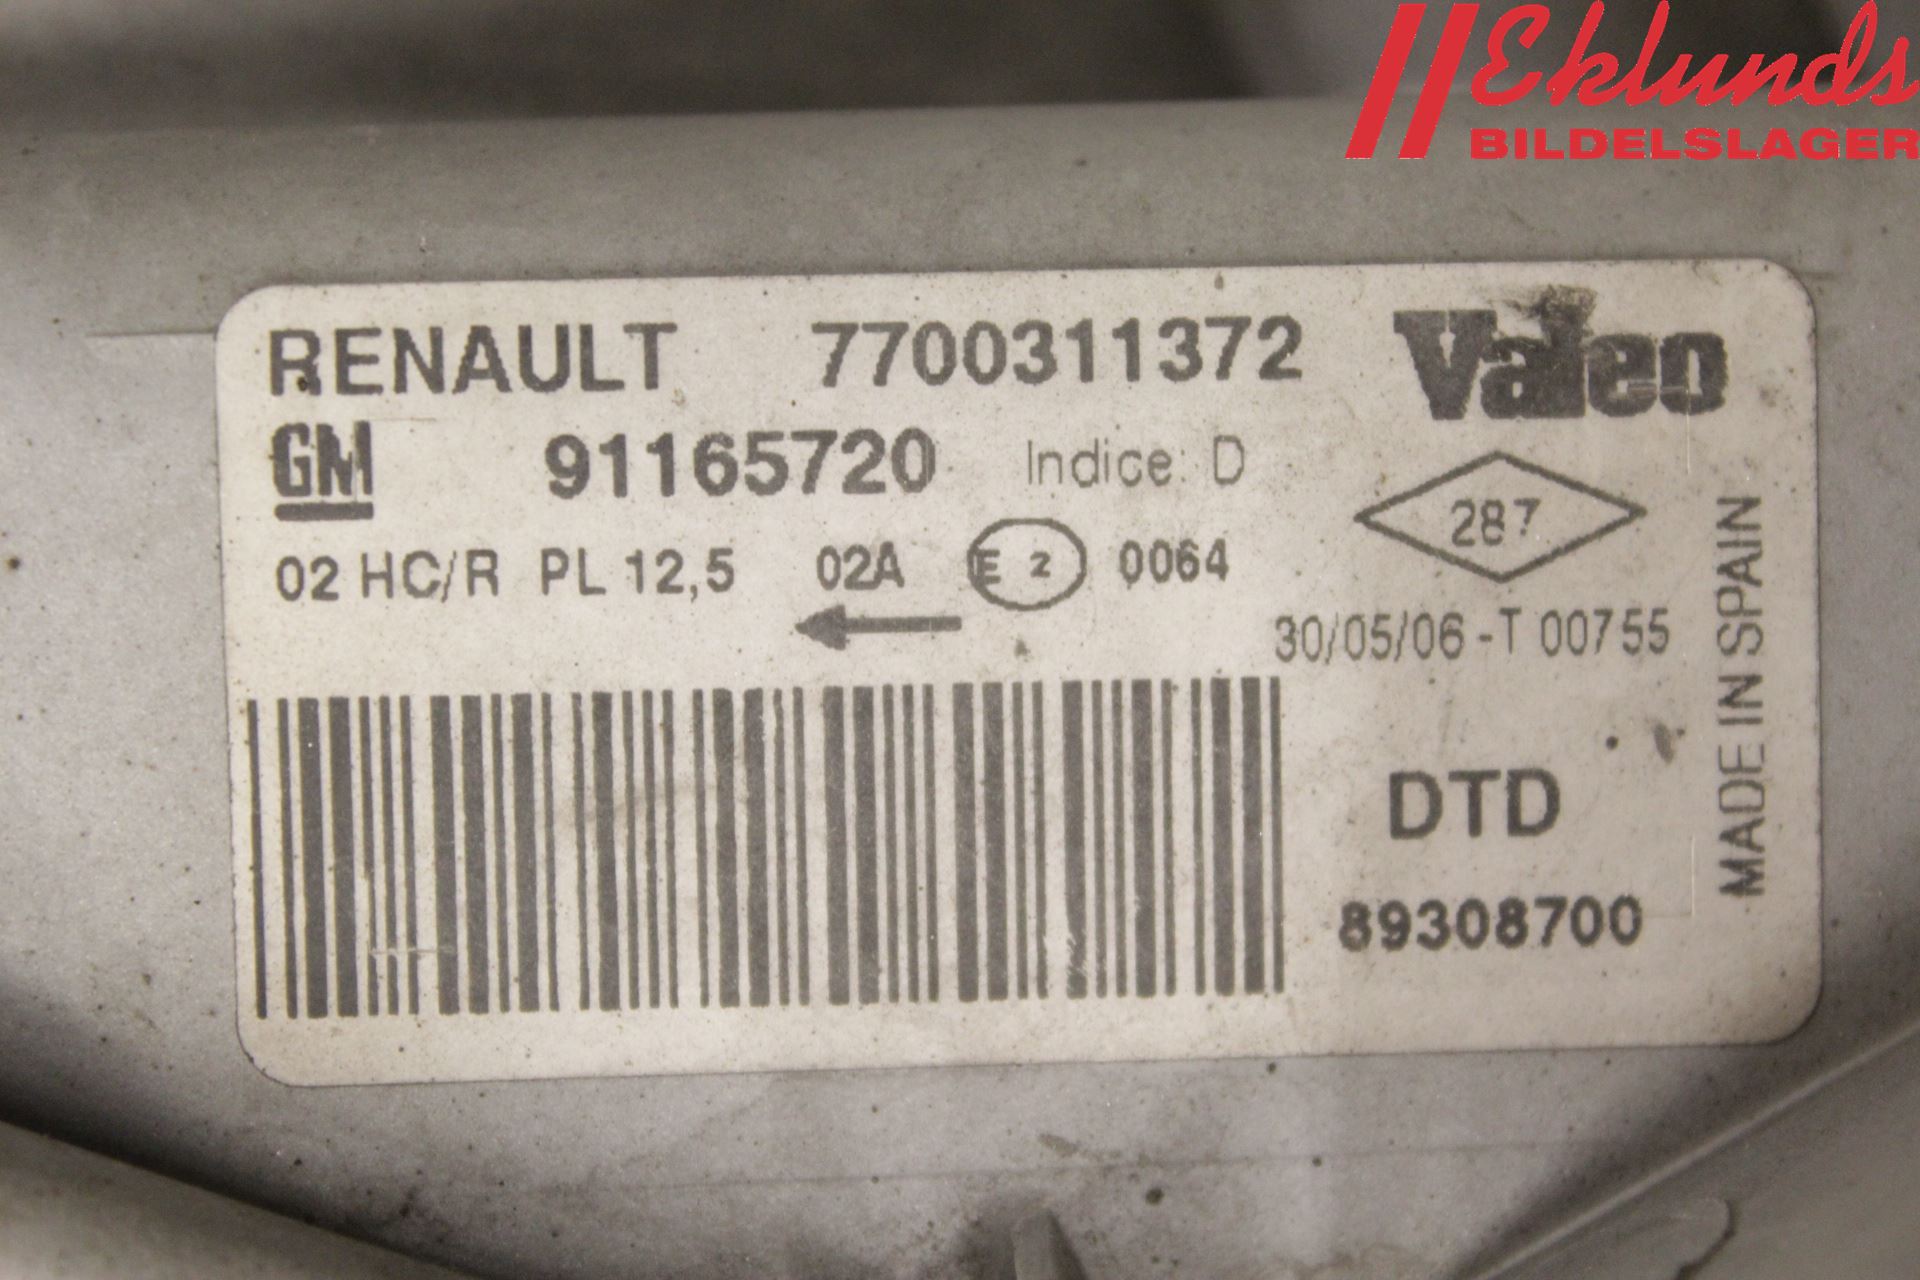 Eklunds
BILDELSLAGER
RENAULT 7700311372 Valeo
GM 91165720 Indice: D
287
02 HC/R PL 12,5 02A E 2 0064
30/05/06 -T 00755
DTD
89308700
MADE IN SPAIN